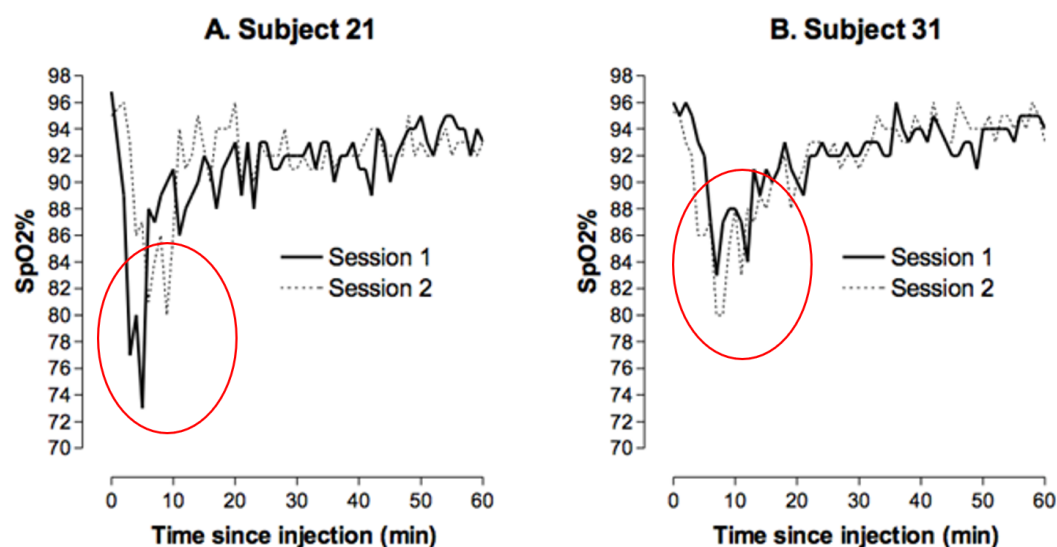 A. Subject 21
98
96
94
92
90
88
86
84
82
80
78
76
74
72
70
SpO2%
Session 1
Session 2
0 10 20 30 40 50 60
Time since injection (min)
B. Subject 31
98
96
94
92
90
88
86
84
82
80
78
76
74
72
70
SpO2%
Session 1
Session 2
0 10 20 30 40 50 60
Time since injection (min)